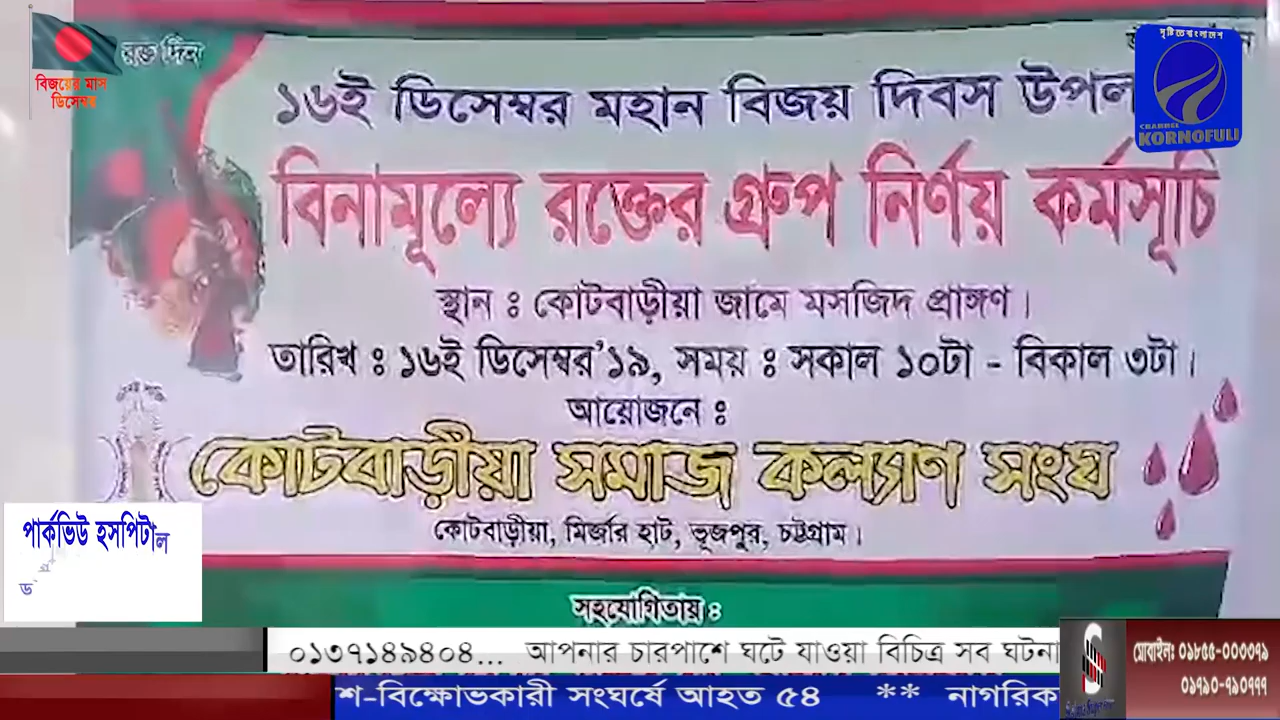 রক্ত দিন
বিজয়ের মাস
ডিসেম্বর
সৃষ্টিতে বাংলাদেশ
CHANNEL
KORNOFULI
১৬ই ডিসেম্বর মহান বিজয় দিবস উপল
বিনামূল্যে রক্তের গ্রুপ নির্ণয় কর্মসূচি
স্থান ঃ কোটবাড়ীয়া জামে মসজিদ প্রাঙ্গণ।
তারিখ ঃ ১৬ই ডিসেম্বর'১৯, সময় ঃ সকাল ১০টা - বিকাল ৩টা।
আয়োজনে ঃ
কোটবাড়ীয়া সমাজ কল্যাণ সংঘ
কোটবাড়ীয়া, মির্জার হাট, ভূজপুর, চট্টগ্রাম।
পার্কভিউ হসপিটাল
সহযোগিতায় ঃ
০১৩৭১৪৯৪০৪... আপনার চারপাশে ঘটে যাওয়া বিচিত্র সব ঘটনা
মোবাইল: ০১৮৫৫-০০৩৩৭১
০১৭১০-৭১০৭৭৭
শ-বিক্ষোভকারী সংঘর্ষে আহত ৫৪ ** নাগরিক